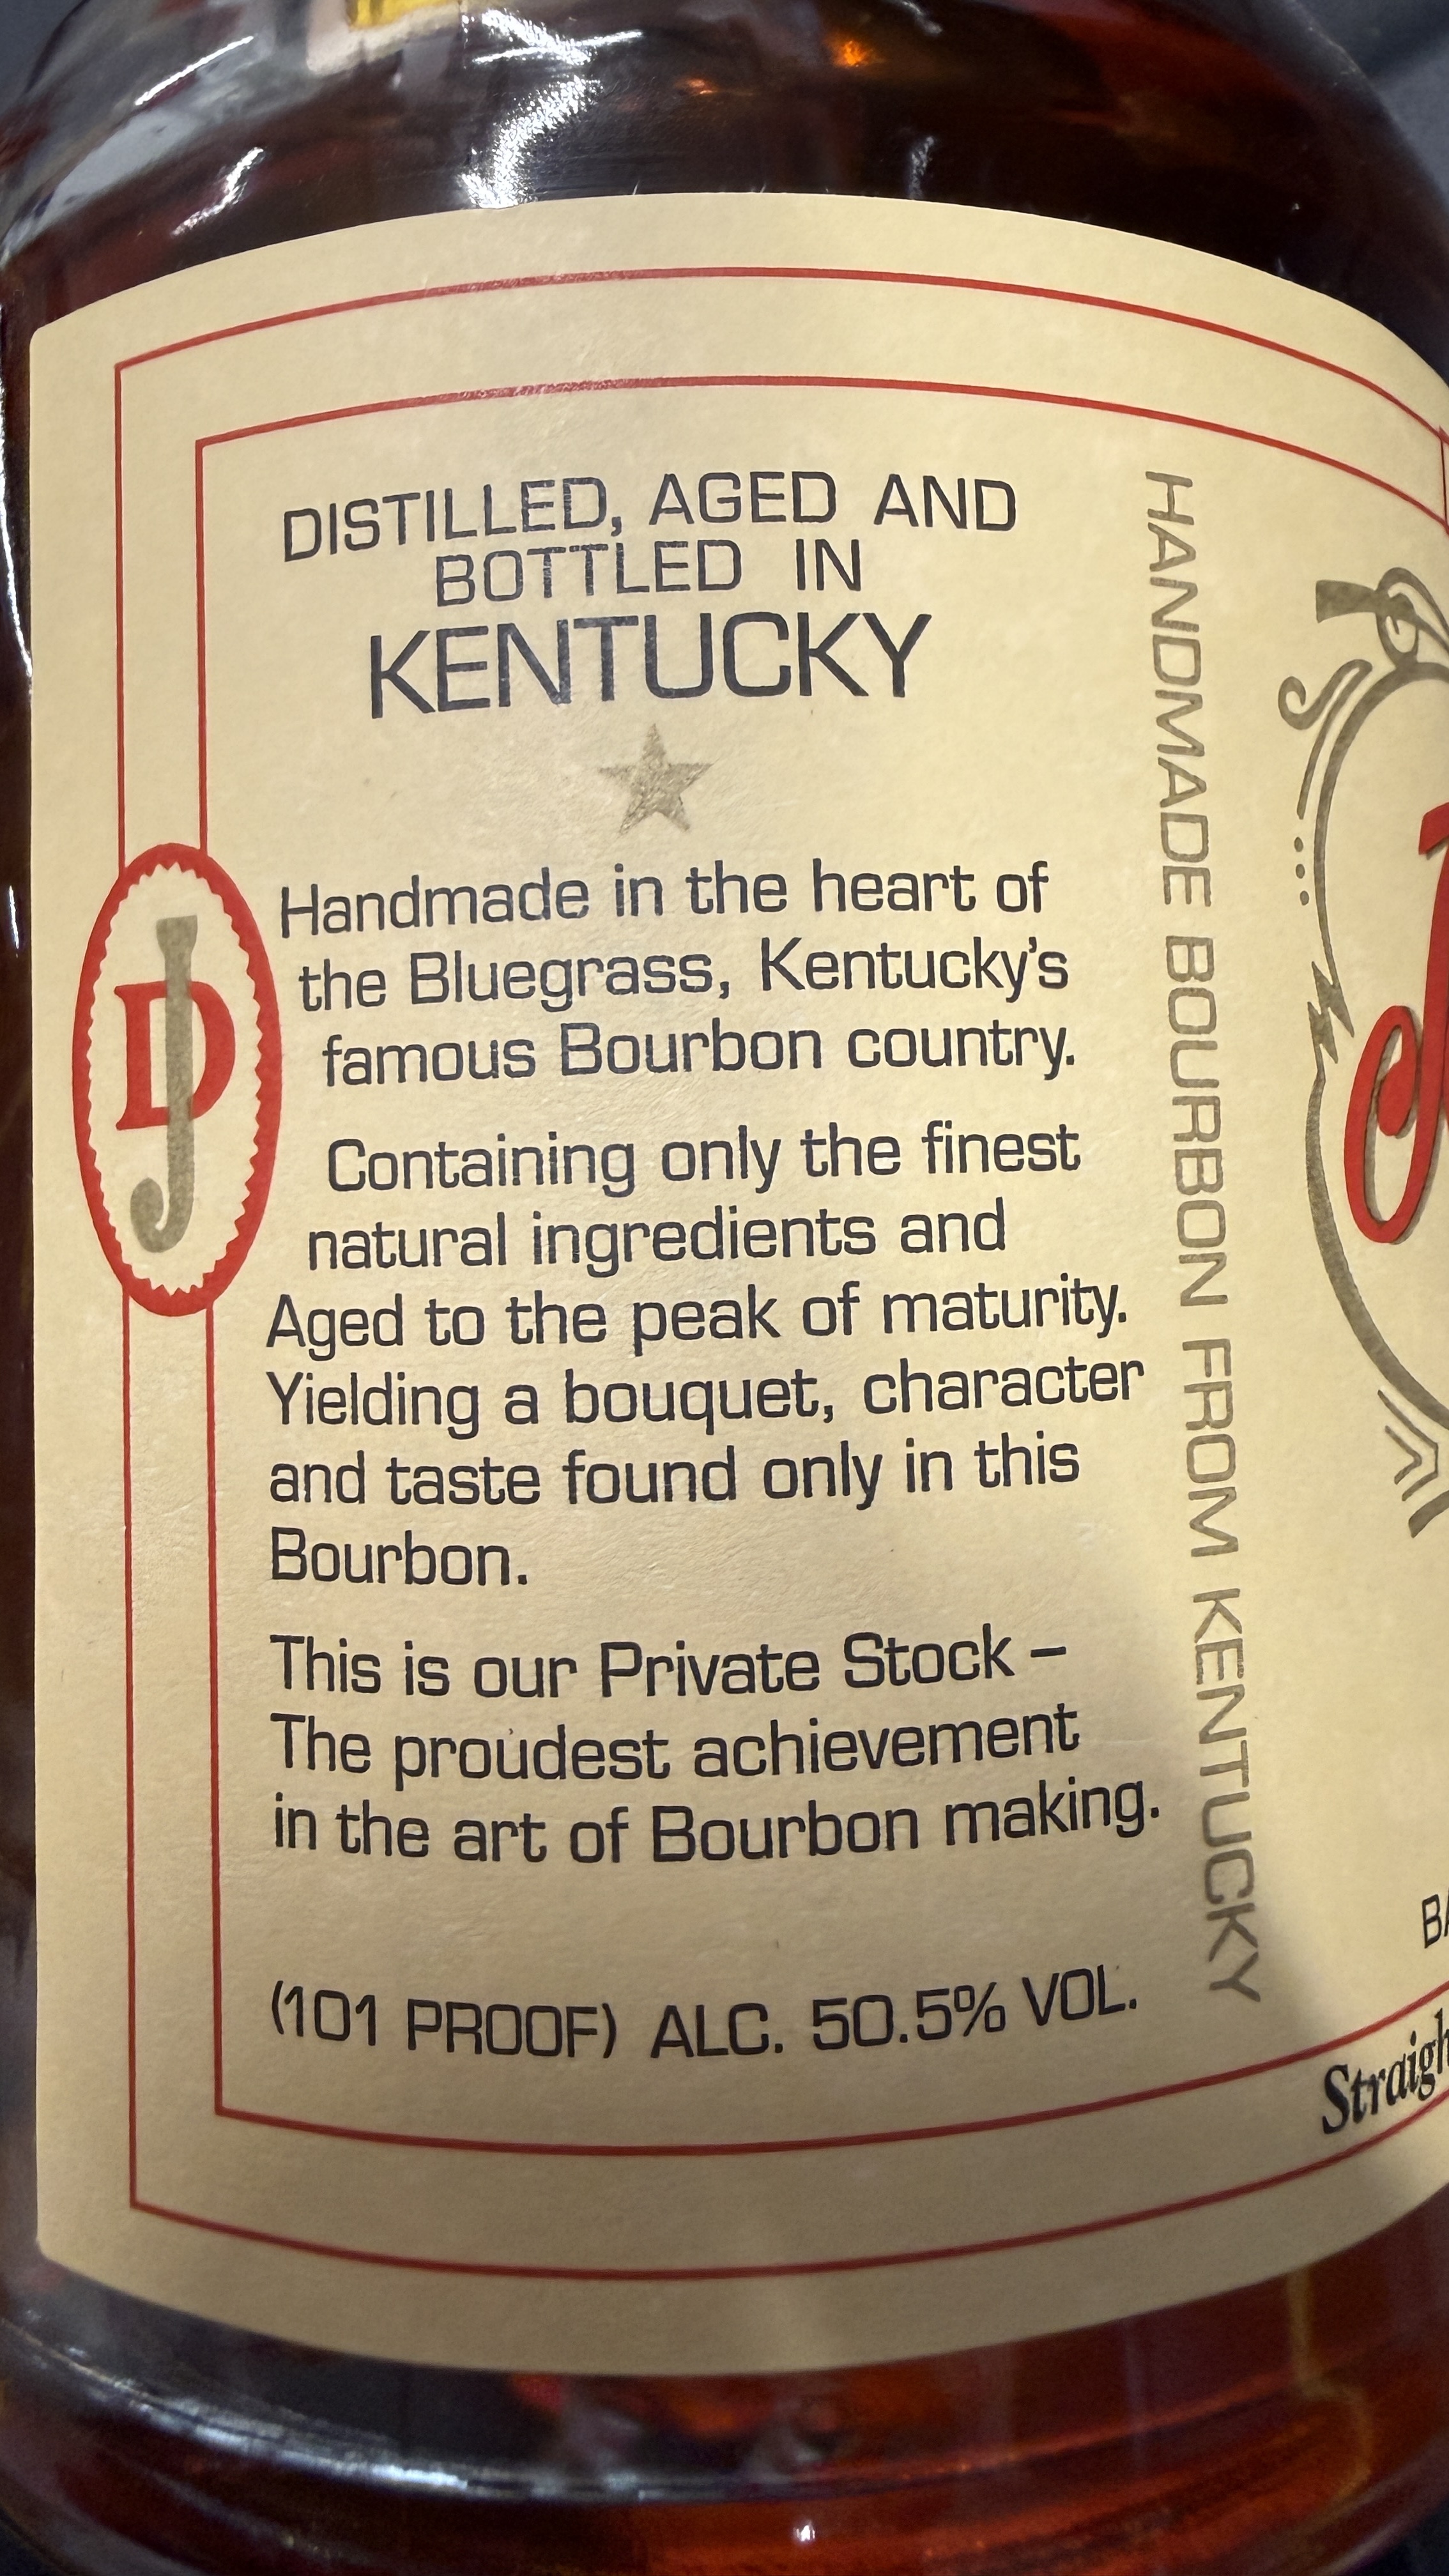 DISTILLED, AGED AND
BOTTLED IN
KENTUCKY
Handmade in the heart of
the Bluegrass, Kentucky's
famous Bourbon country.
Containing only the finest
natural ingredients and
Aged to the peak of maturity.
Yielding a bouquet, character
and taste found only in this
Bourbon.
This is our Private Stock –
The proudest achievement
in the art of Bourbon making.
(101 PROOF) ALC. 50.5% VOL.
JD
HANDMADE BOURBON FROM KENTUCKY